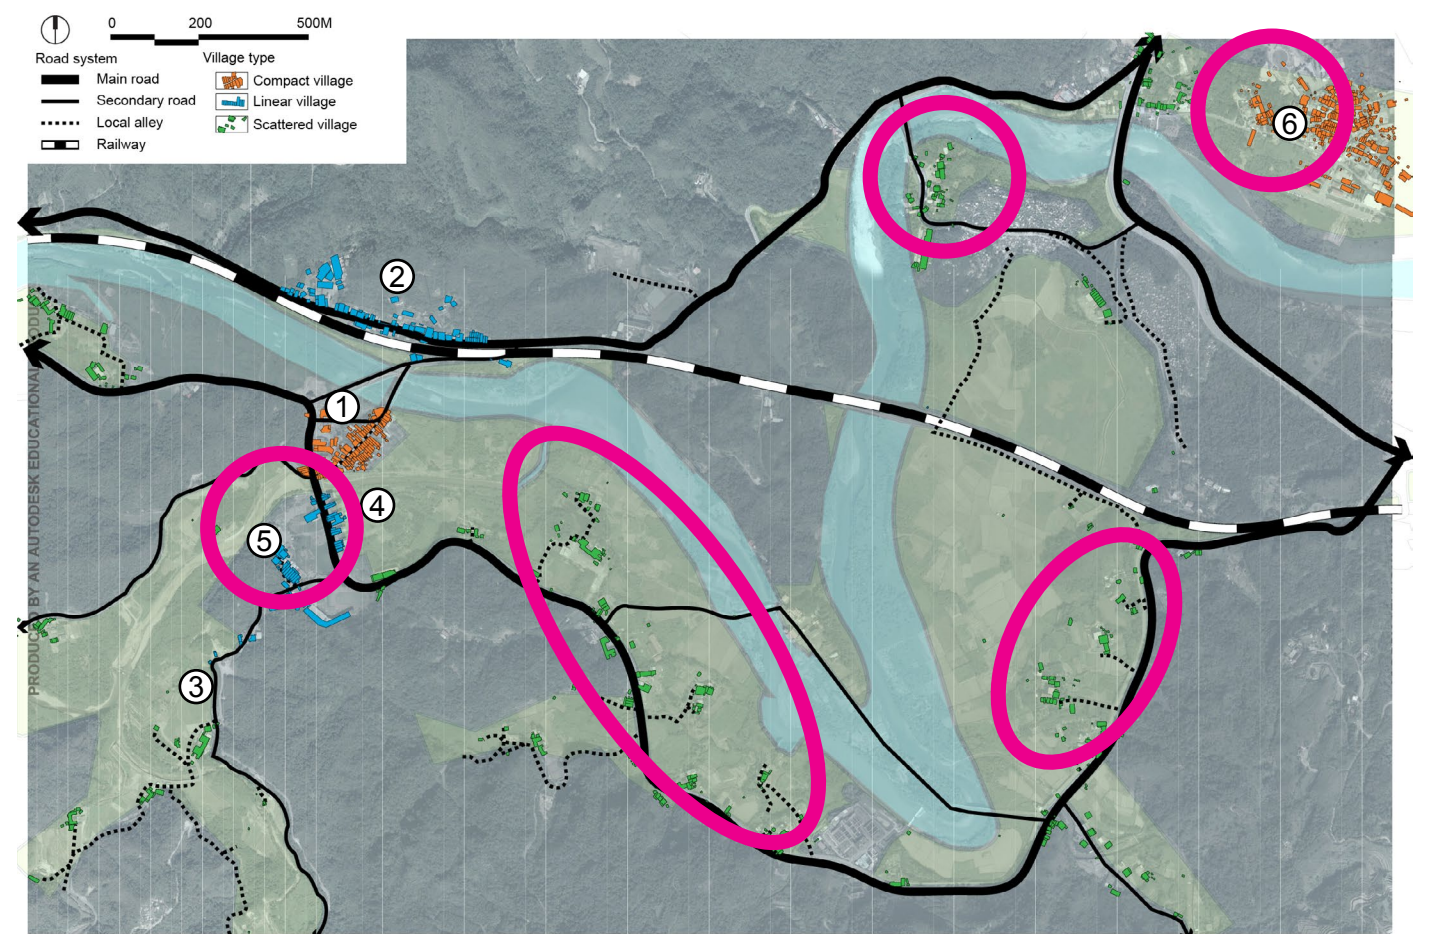 0 200 500M
Road system Village type
Main road Compact village
Secondary road Linear village
Local alley Scattered village
Railway
6
2
1
4
5
3
PRODUCED BY AN AUTODESK EDUCATIONAL PRODU